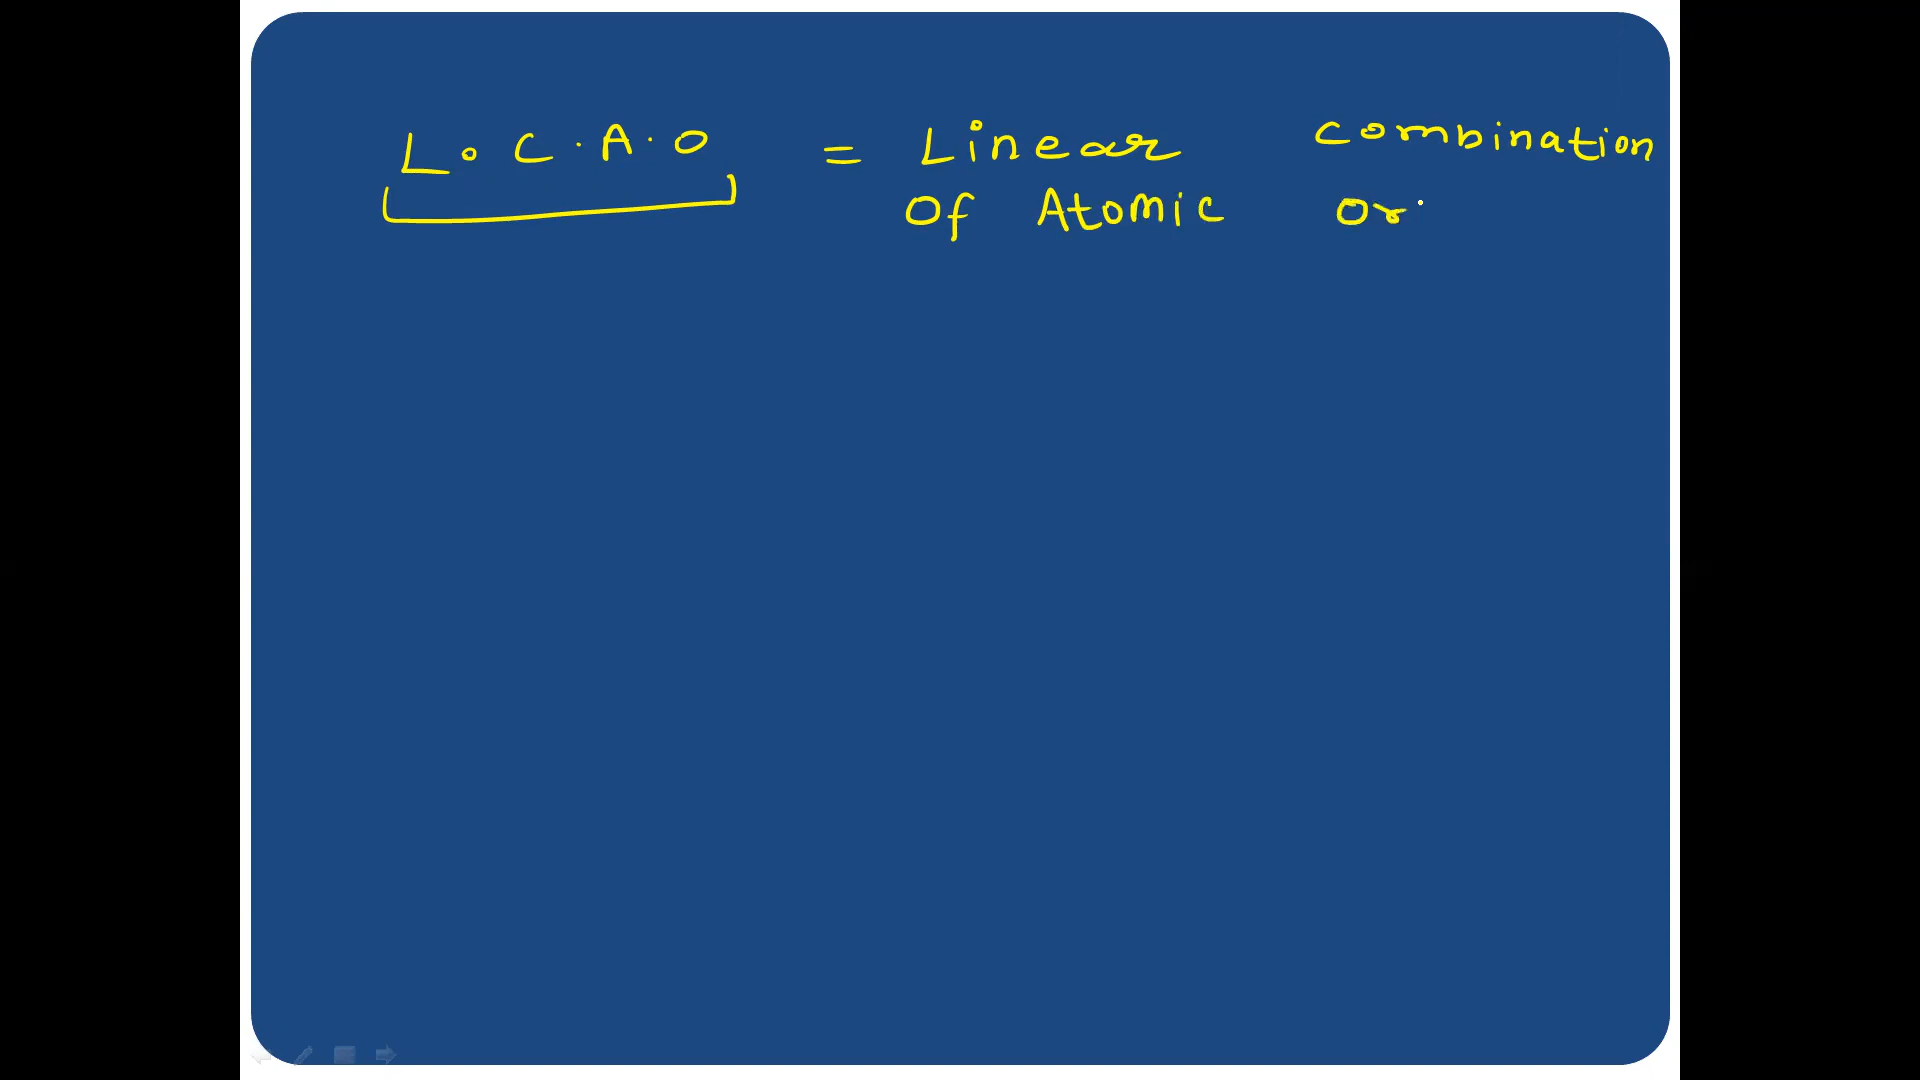 L. C. A. O = Linear Combination
Of Atomic Or